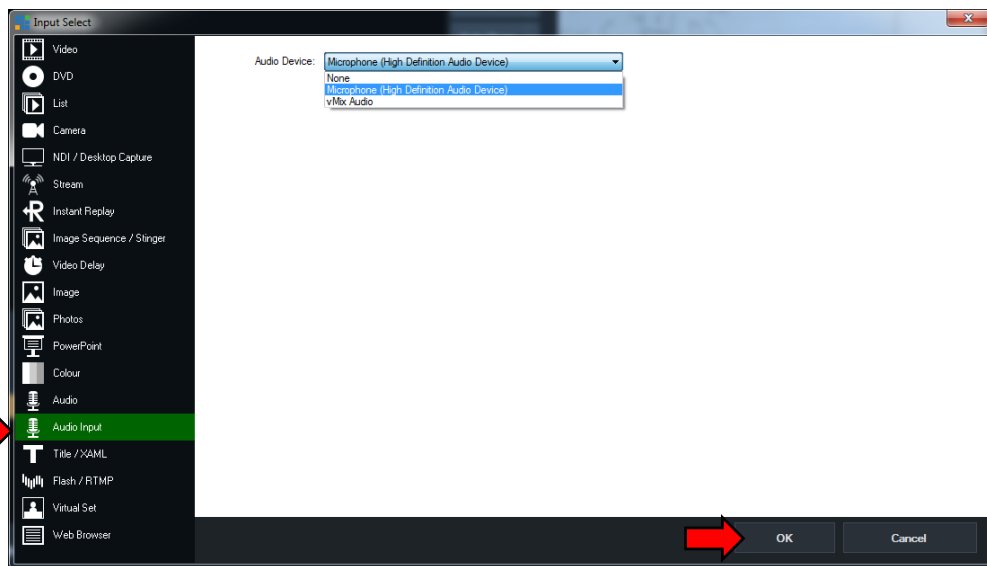 Input Select
Video
DVD
List
Camera
NDI / Desktop Capture
Stream
Instant Replay
Image Sequence / Stinger
Video Delay
Image
Photos
PowerPoint
Colour
Audio
Audio Input
Title / XAML
Flash / RTMP
Virtual Set
Web Browser
Audio Device: Microphone (High Definition Audio Device)
None
Microphone (High Definition Audio Device)
vMix Audio
OK Cancel